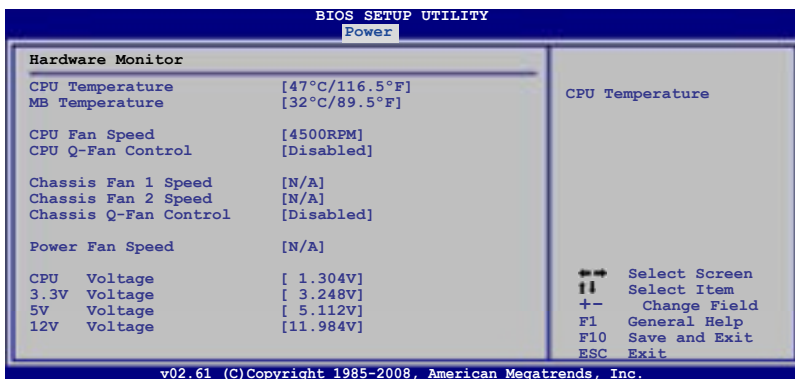 BIOS SETUP UTILITY
Power
Hardware Monitor
CPU Temperature [47°C/116.5°F]
MB Temperature [32°C/89.5°F]
CPU Fan Speed [4500RPM]
CPU Q-Fan Control [Disabled]
Chassis Fan 1 Speed [N/A]
Chassis Fan 2 Speed [N/A]
Chassis Q-Fan Control [Disabled]
Power Fan Speed [N/A]
CPU Voltage [ 1.304V]
3.3V Voltage [ 3.248V]
5V Voltage [ 5.112V]
12V Voltage [11.984V]
CPU Temperature
Select Screen
Select Item
+- Change Field
F1 General Help
F10 Save and Exit
ESC Exit
v02.61 (C)Copyright 1985-2008, American Megatrends, Inc.